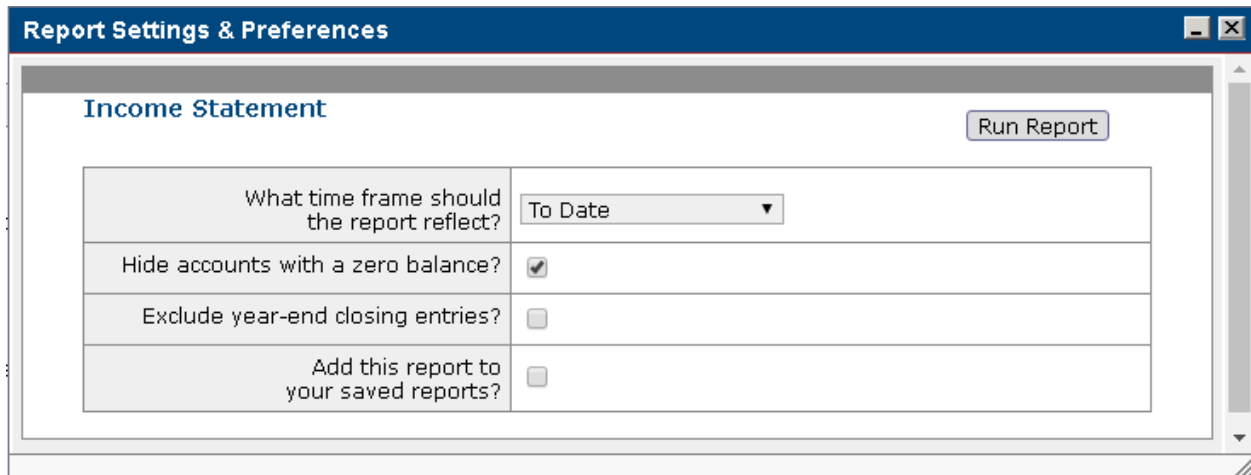 Report Settings & Preferences
Income Statement
Run Report
What time frame should
the report reflect?
To Date
Hide accounts with a zero balance?
Exclude year-end closing entries?
Add this report to
your saved reports?